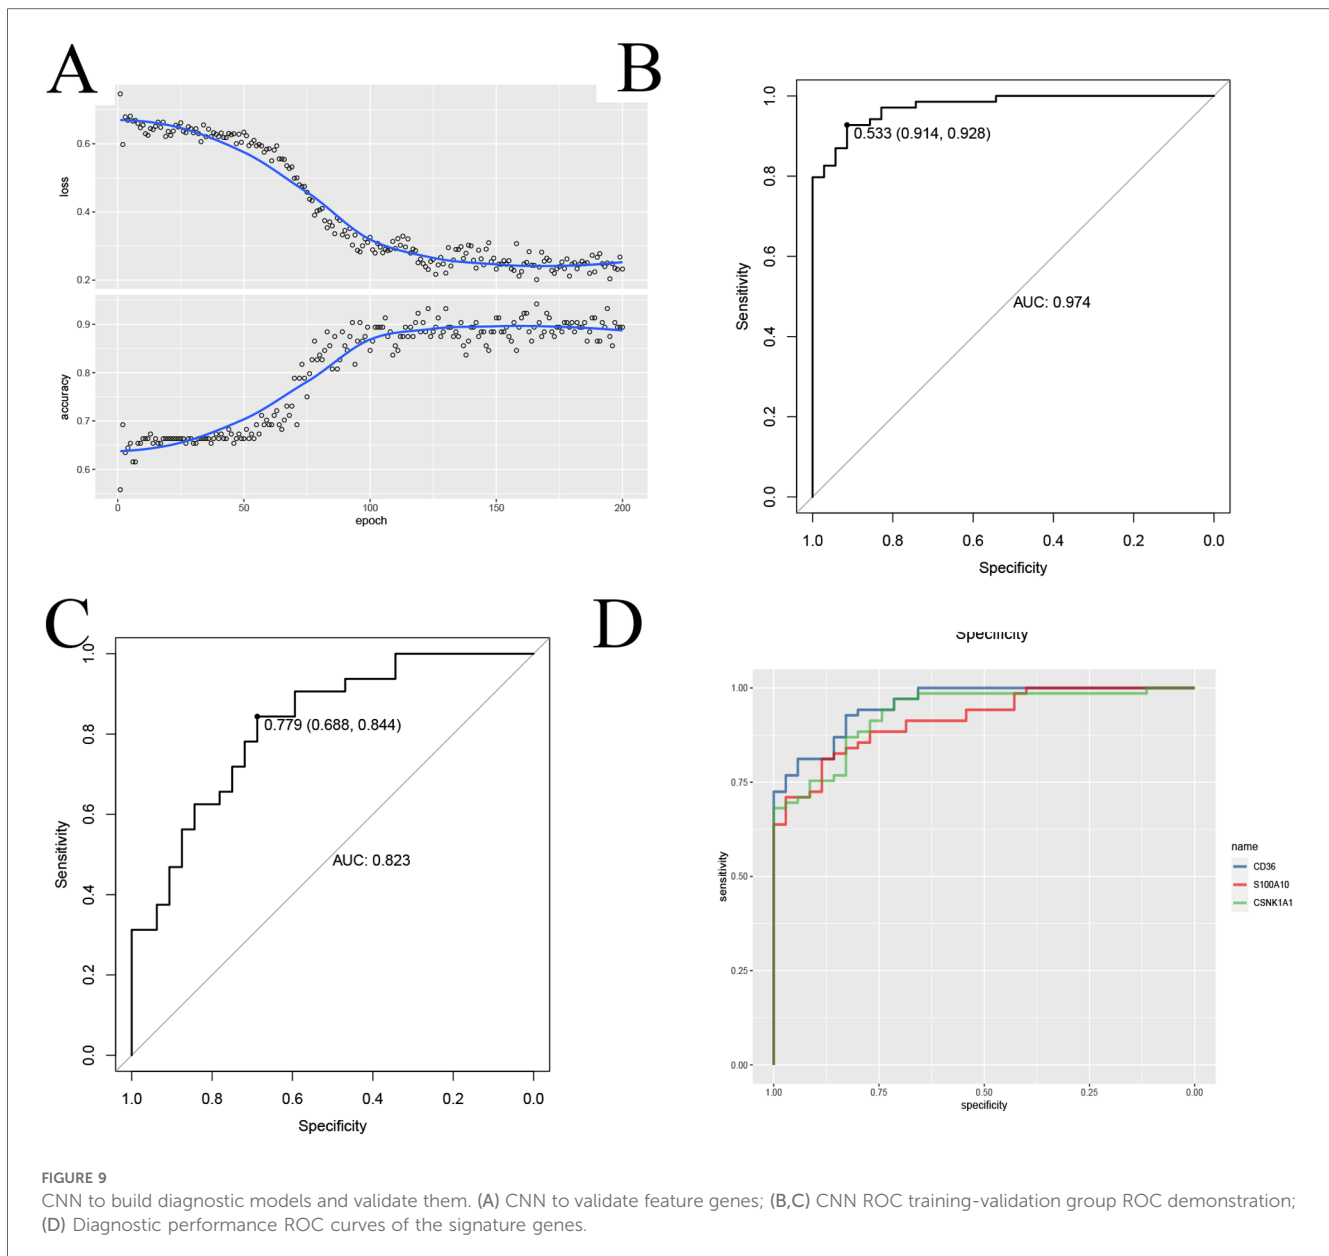 A
0.6
loss
0.4
0.2
0.9
0.8
accuracy
0.7
0.6
0
50
100
150
200
epoch
B
1.0
0.8
0.6
0.4
0.2
0.0
Sensitivity
0.533 (0.914, 0.928)
AUC: 0.974
1.0
0.8
0.6
0.4
0.2
0.0
Specificity
C
1.0
0.8
0.6
0.4
0.2
0.0
Sensitivity
0.779 (0.688, 0.844)
AUC: 0.823
1.0
0.8
0.6
0.4
0.2
0.0
Specificity
D
Specificity
1.00
0.75
0.50
0.25
0.00
sensitivity
1.00
0.75
0.50
0.25
0.00
specificity
name
CD36
S100A10
CSNK1A1
FIGURE 9
CNN to build diagnostic models and validate them. (A) CNN to validate feature genes; (B,C) CNN ROC training-validation group ROC demonstration;
(D) Diagnostic performance ROC curves of the signature genes.